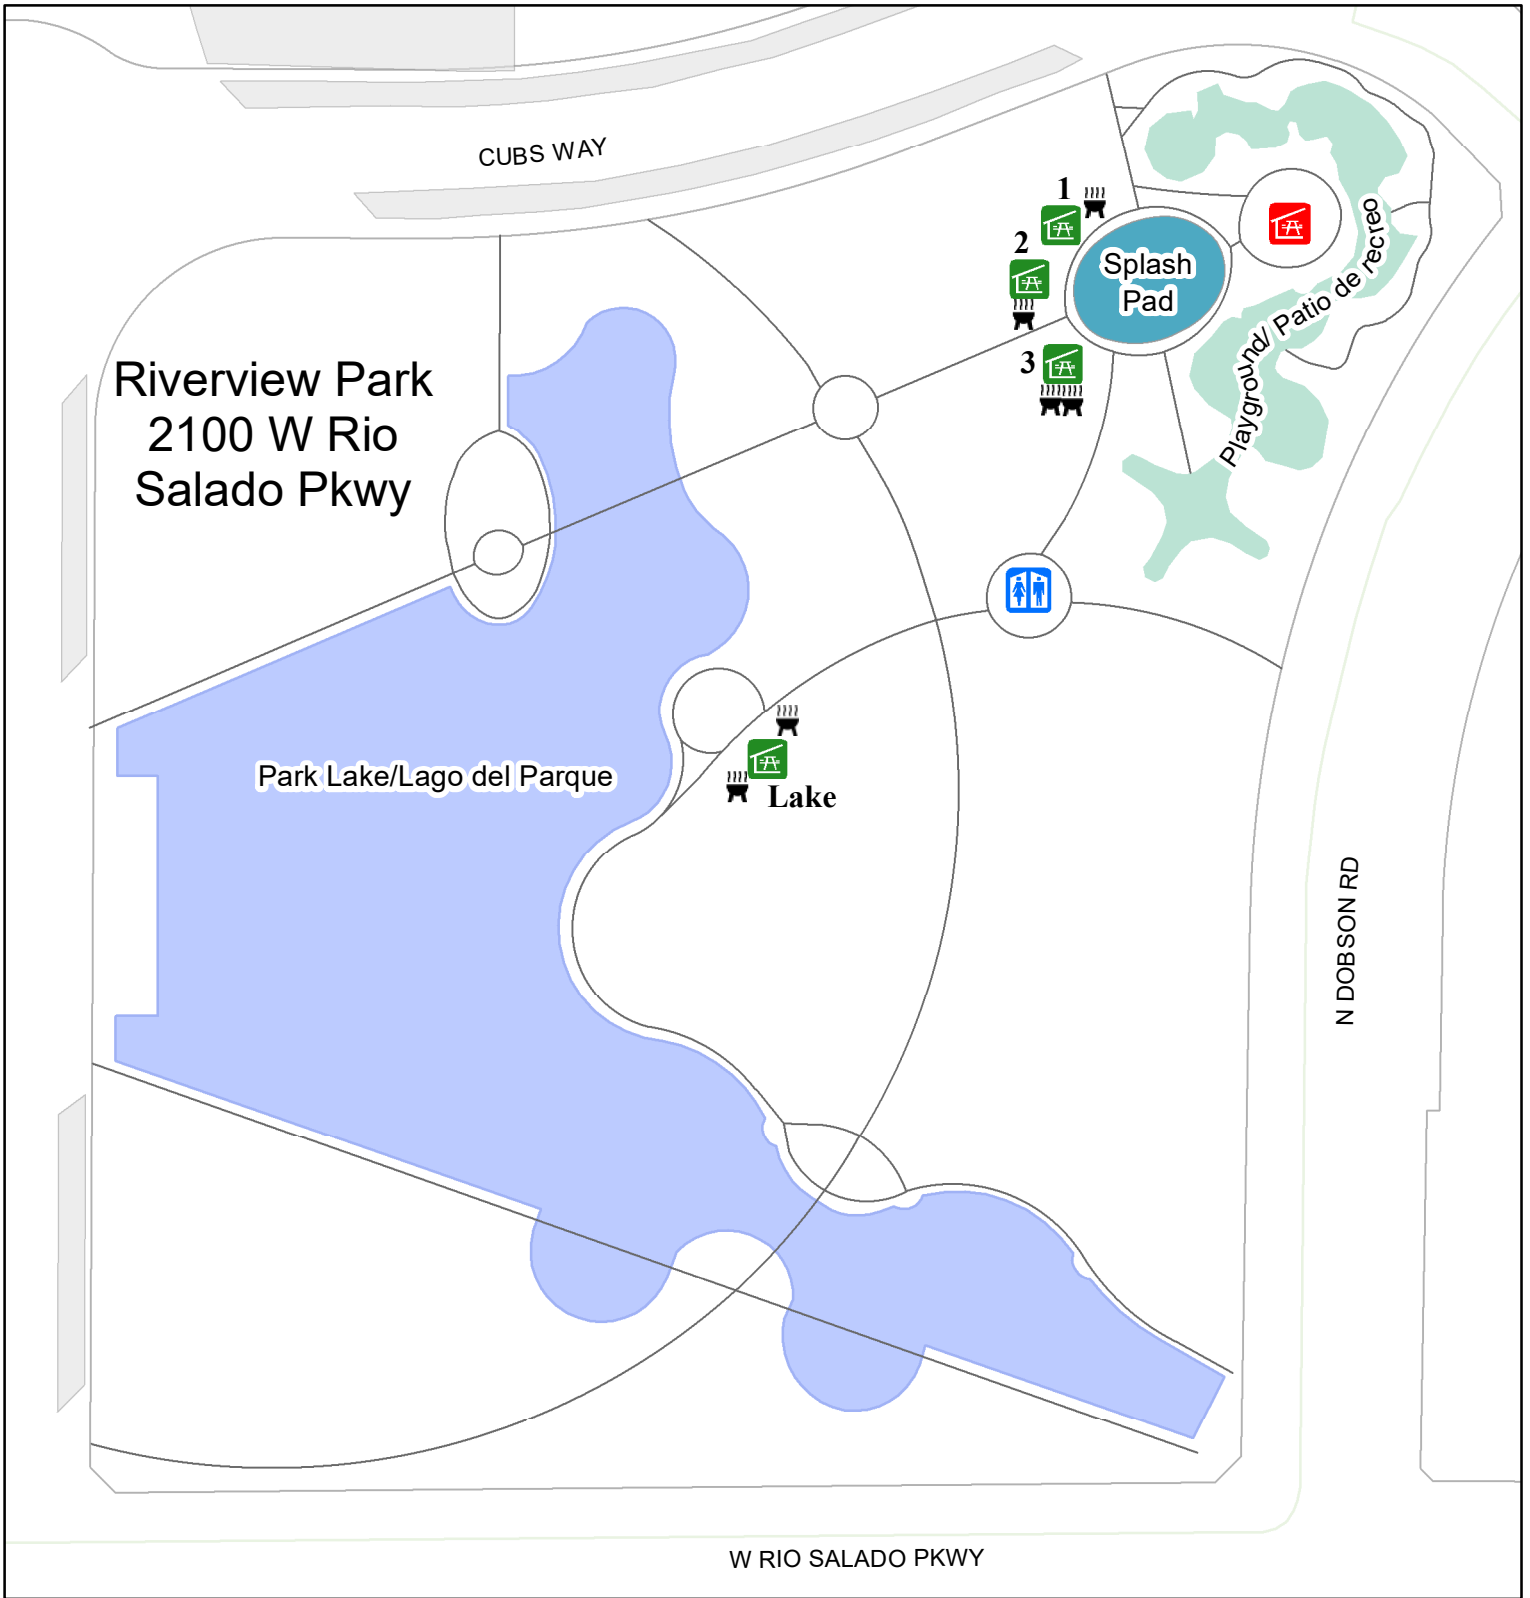 CUBS WAY
1
2
3
Splash
Pad
Playground/ Patio de recreo
Riverview Park
2100 W Rio
Salado Pkwy
Park Lake/Lago del Parque
Lake
N DOBSON RD
W RIO SALADO PKWY